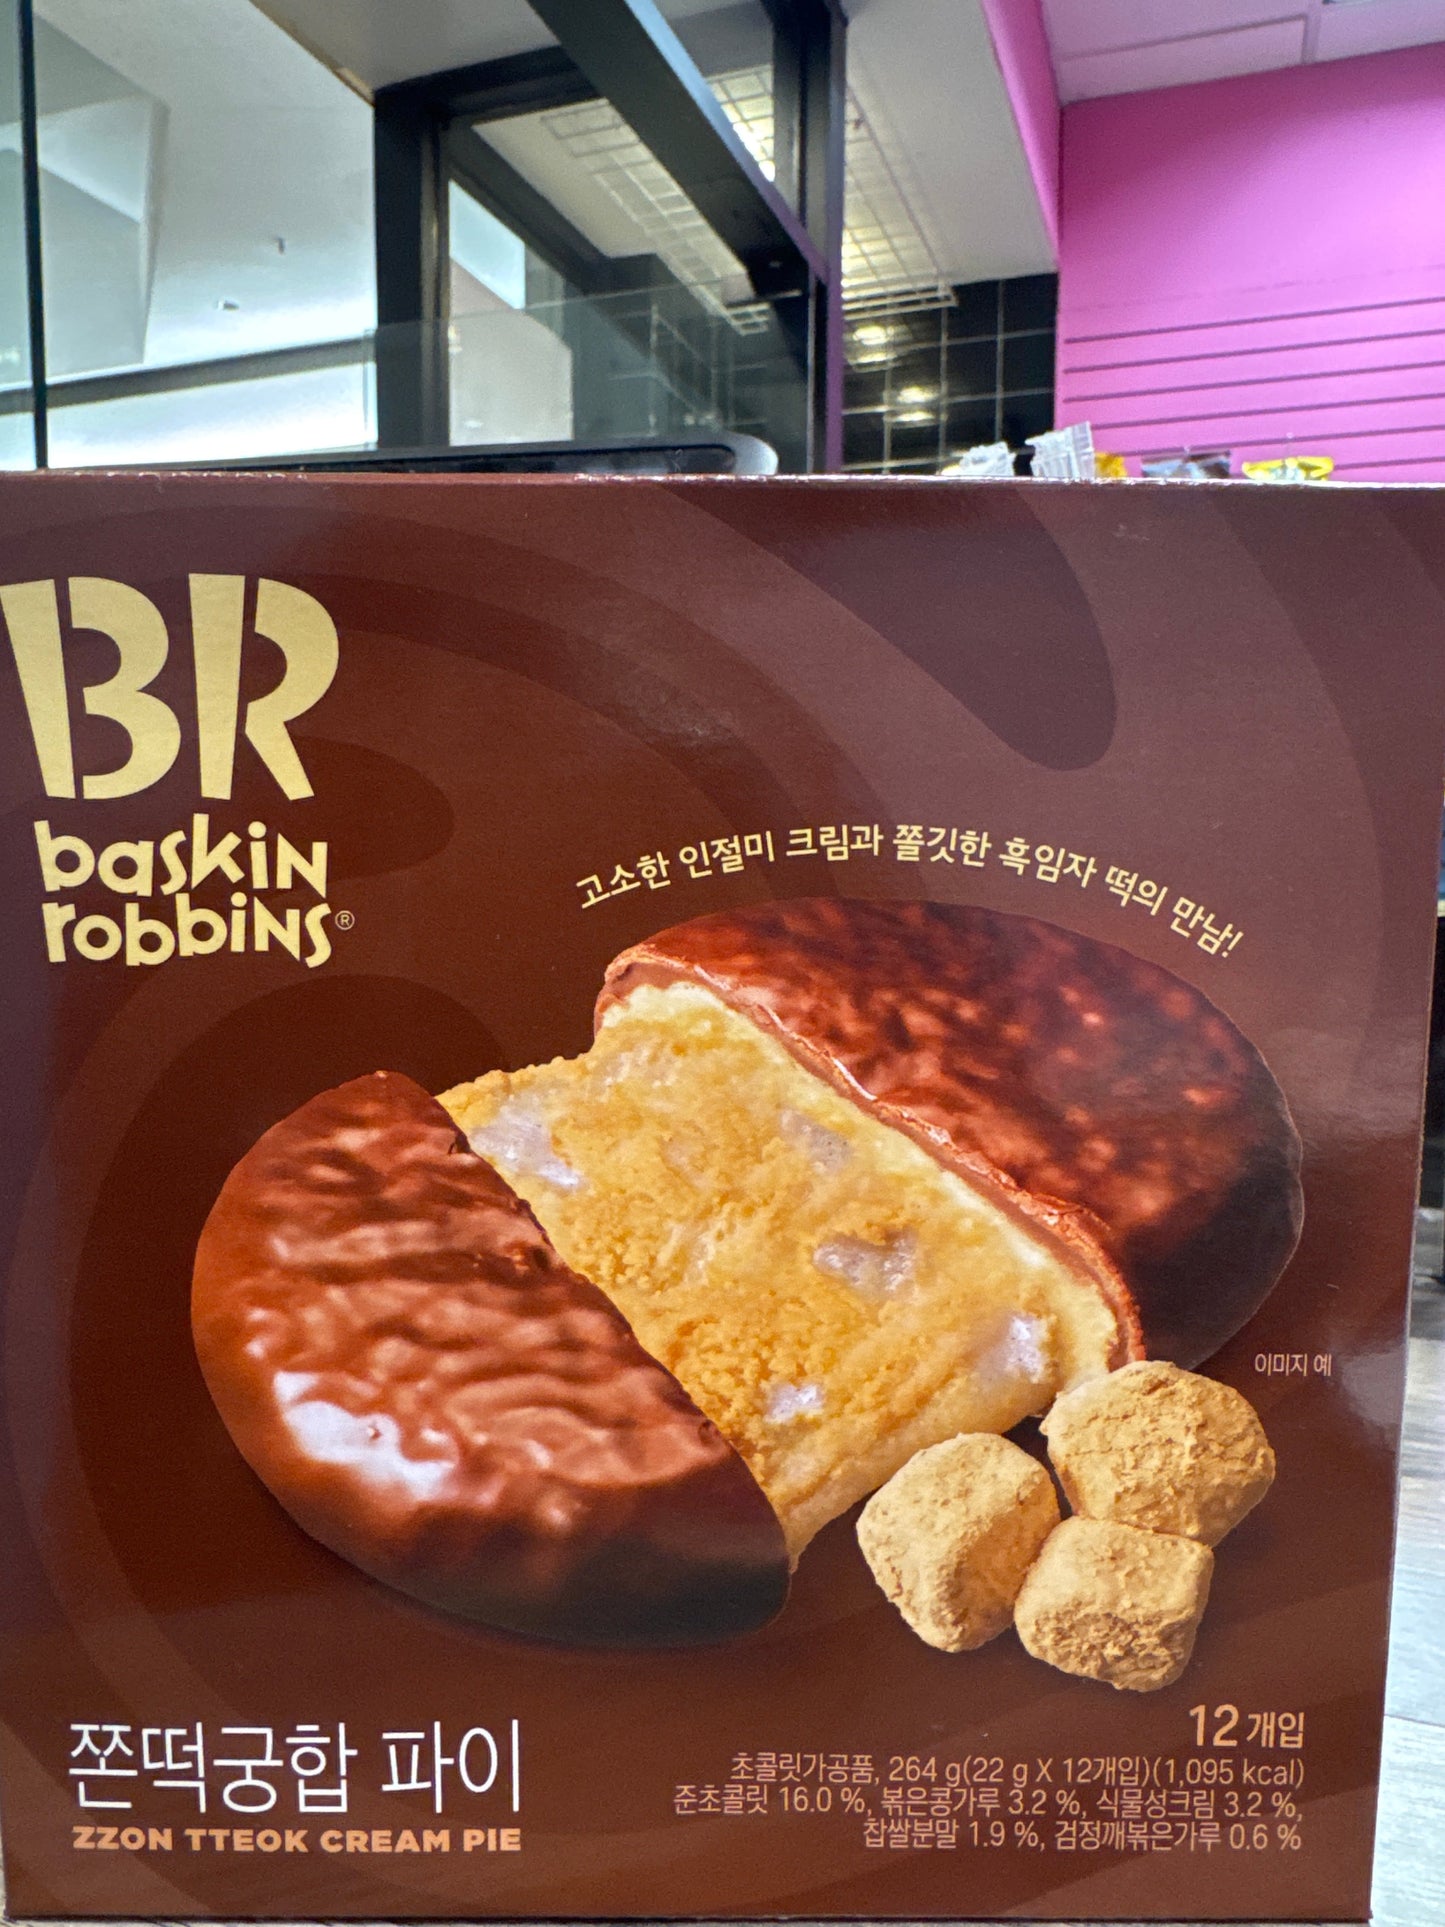 BR
baskin
robbins®
고소한 인절미 크림과 쫄깃한 흑임자 떡의 만남!
이미지 예
쫀떡궁합 파이
ZZON TTEOK CREAM PIE
12개입
초콜릿가공품, 264 g(22 g X 12개입)(1,095 kcal)
준초콜릿 16.0 %, 볶은콩가루 3.2 %, 식물성크림 3.2 %,
찹쌀분말 1.9 %, 검정깨볶은가루 0.6 %